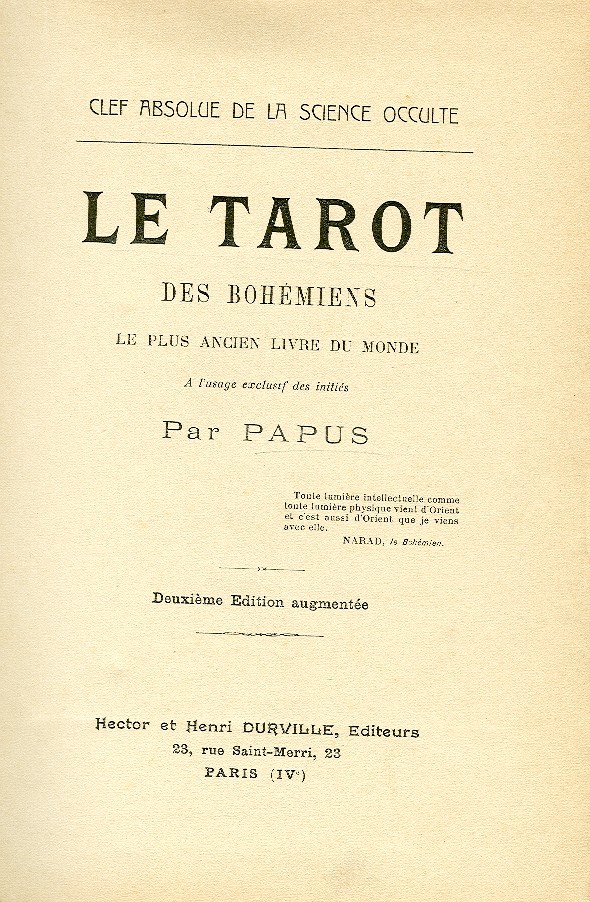 CLEF ABSOLUE DE LA SCIENCE OCCULTE
LE TAROT
DES BOHÉMIENS
LE PLUS ANCIEN LIVRE DU MONDE
A l'usage exclusif des initiés
Par PAPUS
Toute lumière intellectuelle comme
toute lumière physique vient d'Orient
et c'est aussi d'Orient que je viens
avec elle.
NARAD, le Bohémien.
Deuxième Edition augmentée
Hector et Henri DURVILLE, Editeurs
23, rue Saint-Merri, 23
PARIS (IVe)